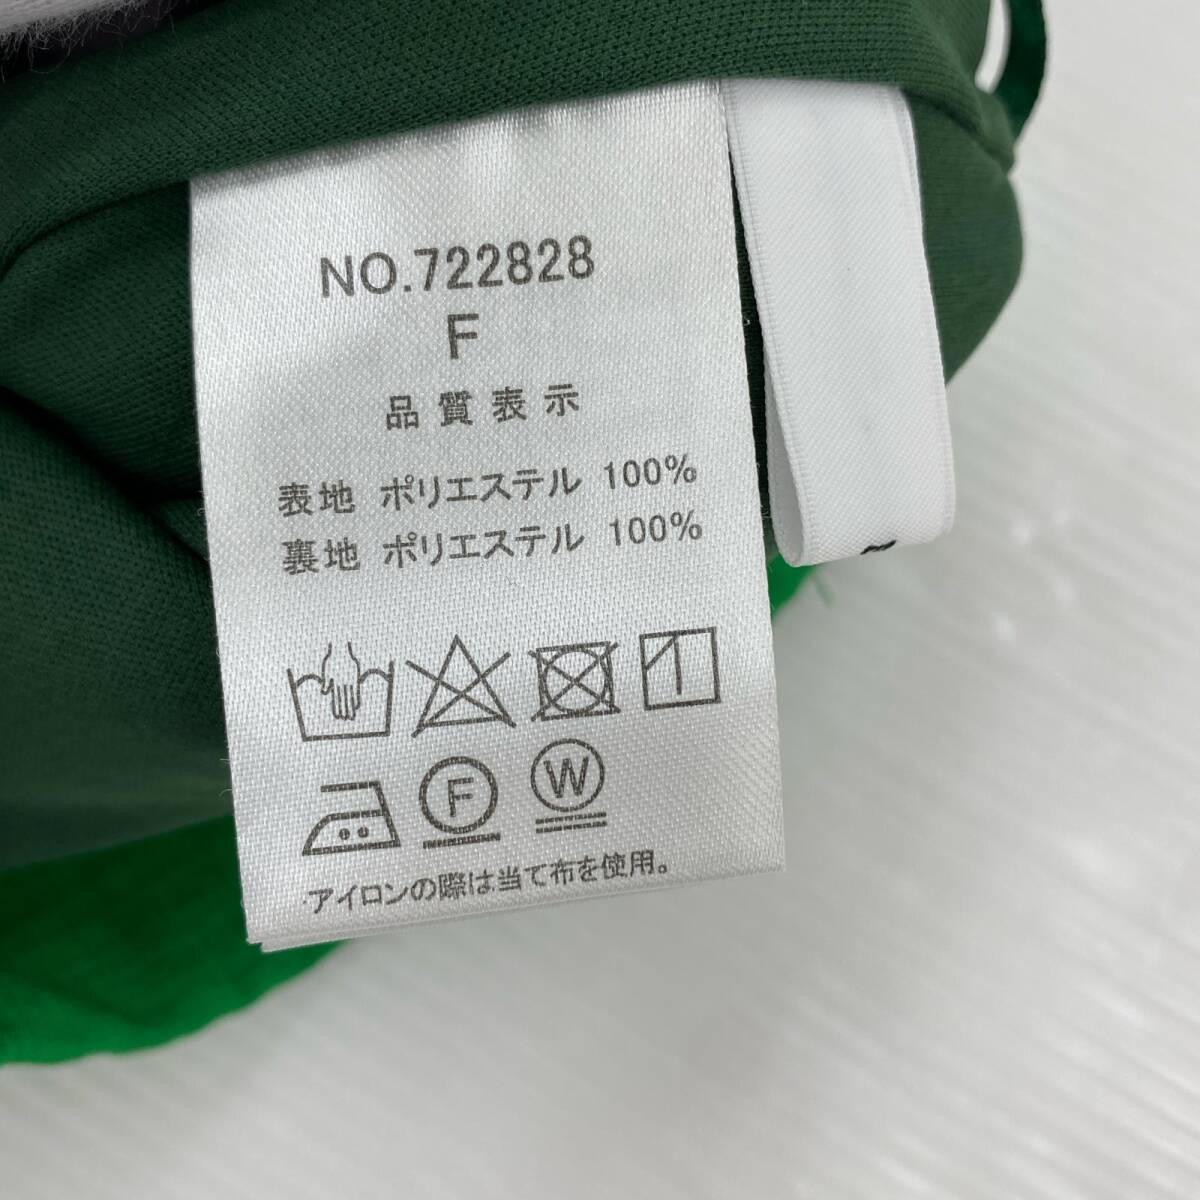 NO.722828
F
品質表示
表地 ポリエステル 100%
裏地 ポリエステル 100%
F W
・アイロンの際は当て布を使用。